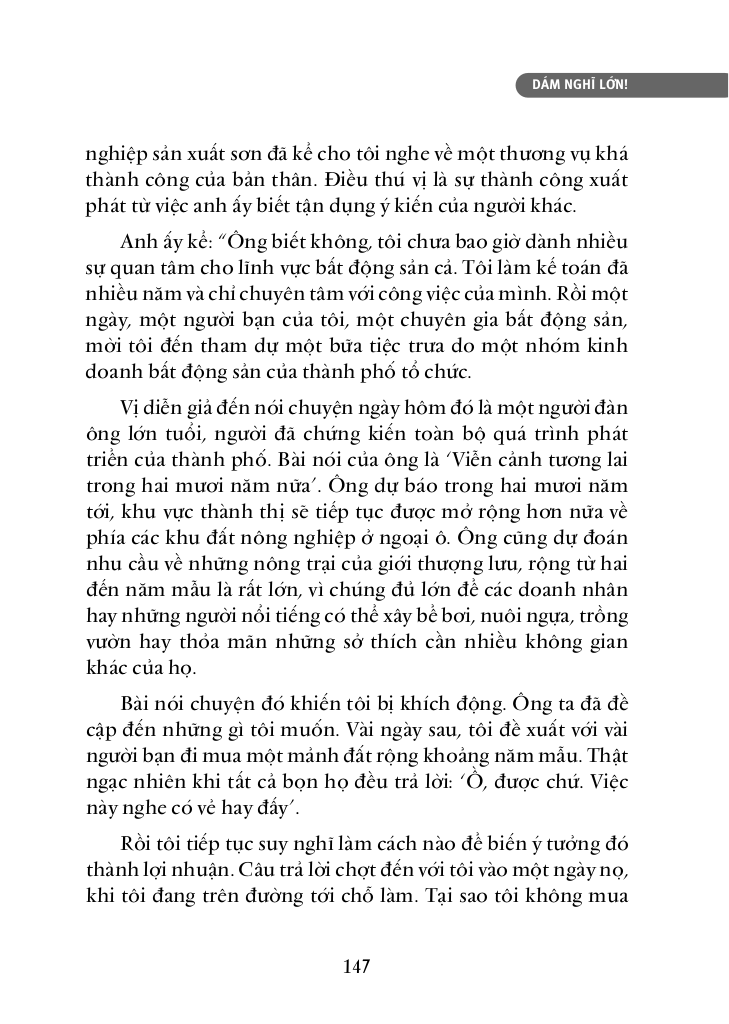 DÁM NGHĨ LỚN!
nghiệp sản xuất sơn đã kể cho tôi nghe về một thương vụ khá
thành công của bản thân. Điều thú vị là sự thành công xuất
phát từ việc anh ấy biết tận dụng ý kiến của người khác.
Anh ấy kể: “Ông biết không, tôi chưa bao giờ dành nhiều
sự quan tâm cho lĩnh vực bất động sản cả. Tôi làm kế toán đã
nhiều năm và chỉ chuyên tâm với công việc của mình. Rồi một
ngày, một người bạn của tôi, một chuyên gia bất động sản,
mời tôi đến tham dự một bữa tiệc trưa do một nhóm kinh
doanh bất động sản của thành phố tổ chức.
Vị diễn giả đến nói chuyện ngày hôm đó là một người đàn
ông lớn tuổi, người đã chứng kiến toàn bộ quá trình phát
triển của thành phố. Bài nói của ông là ‘Viễn cảnh tương lai
trong hai mươi năm nữa’. Ông dự báo trong hai mươi năm
tới, khu vực thành thị sẽ tiếp tục được mở rộng hơn nữa về
phía các khu đất nông nghiệp ở ngoại ô. Ông cũng dự đoán
nhu cầu về những nông trại của giới thượng lưu, rộng từ hai
đến năm mẫu là rất lớn, vì chúng đủ lớn để các doanh nhân
hay những người nổi tiếng có thể xây bể bơi, nuôi ngựa, trồng
vườn hay thỏa mãn những sở thích cần nhiều không gian
khác của họ.
Bài nói chuyện đó khiến tôi bị khích động. Ông ta đã đề
cập đến những gì tôi muốn. Vài ngày sau, tôi đề xuất với vài
người bạn đi mua một mảnh đất rộng khoảng năm mẫu. Thật
ngạc nhiên khi tất cả bọn họ đều trả lời: ‘Ồ, được chứ. Việc
này nghe có vẻ hay đấy’.
Rồi tôi tiếp tục suy nghĩ làm cách nào để biến ý tưởng đó
thành lợi nhuận. Câu trả lời chợt đến với tôi vào một ngày nọ,
khi tôi đang trên đường tới chỗ làm. Tại sao tôi không mua
147